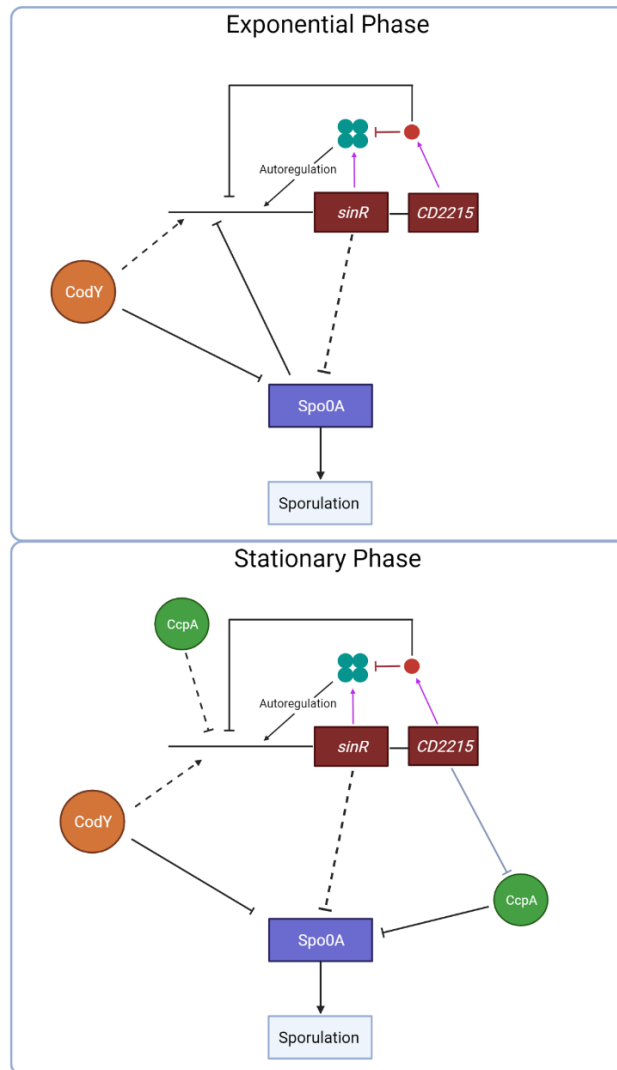 Exponential Phase
Autoregulation
sinR
CD2215
CodY
Spo0A
Sporulation
Stationary Phase
CcpA
Autoregulation
sinR
CD2215
CodY
CcpA
Spo0A
Sporulation